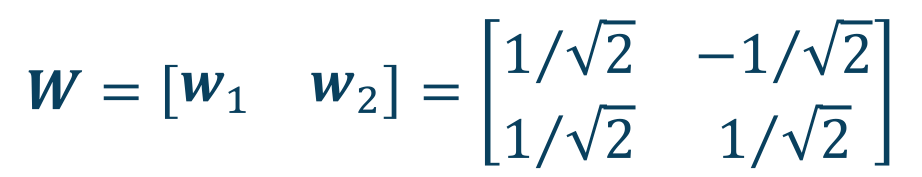 W = [w₁ w₂] = [1/√2 −1/√2
1/√2 1/√2]